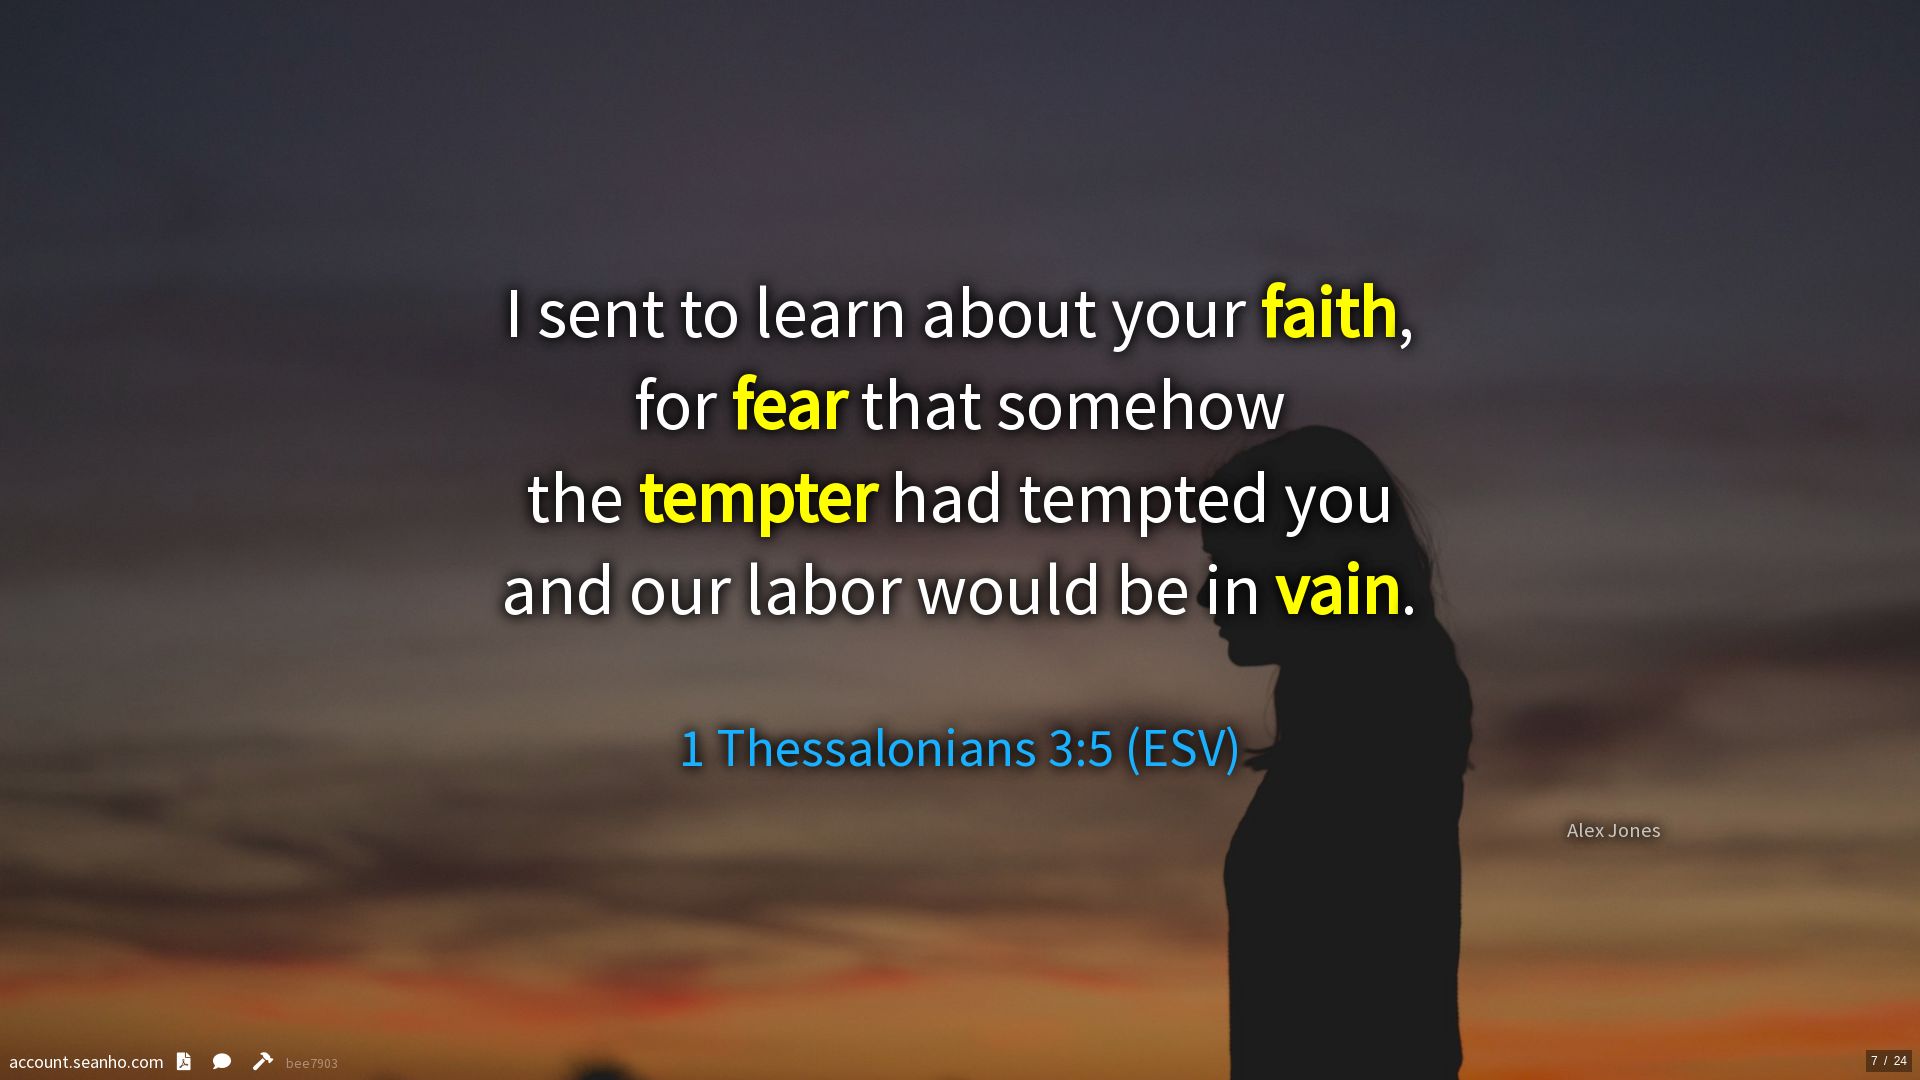 I sent to learn about your faith,
for fear that somehow
the tempter had tempted you
and our labor would be in vain.
1 Thessalonians 3:5 (ESV)
Alex Jones
account.seanho.com bee7903
7 / 24